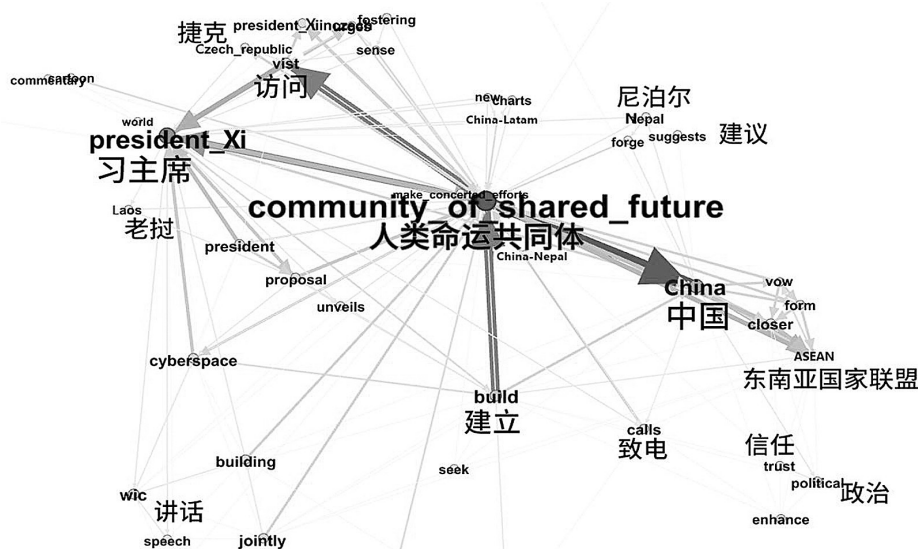 捷克
president_Xi
inczech
urges
fostering
Czech_republic
sense
vist
访问
commentary
cartoon
new
charts
China-Latam
尼泊尔
Nepal
forge
suggests
建议
world
president_Xi
习主席
make_concerted_efforts
community_of_shared_future
人类命运共同体
Laos
老挝
president
China-Nepal
proposal
China
中国
vow
form
closer
unveils
ASEAN
东南亚国家联盟
cyberspace
build
建立
calls
致电
信任
building
seek
trust
political
政治
wic
讲话
enhance
speech
jointly